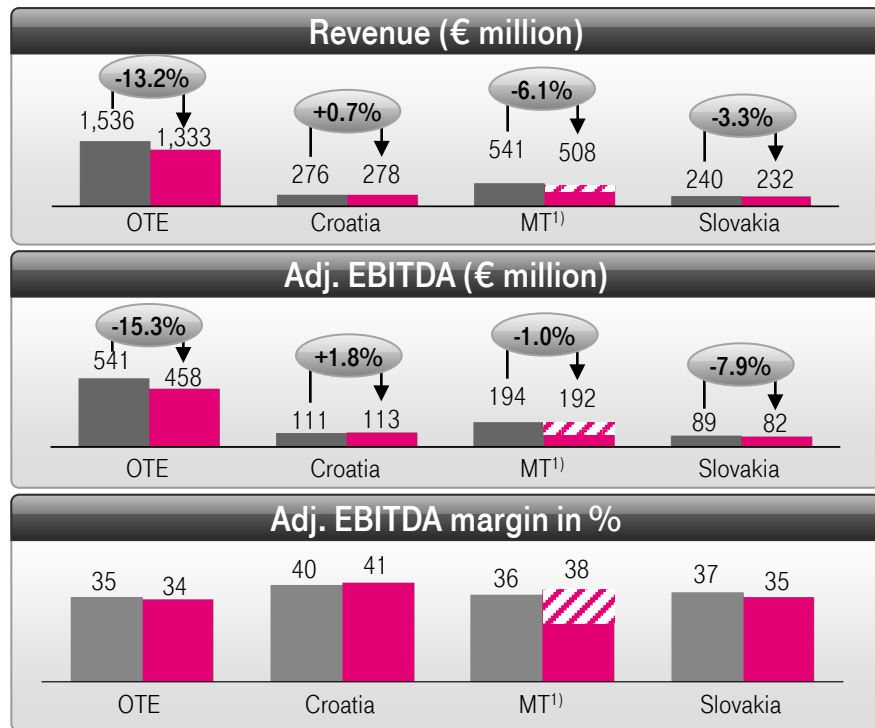 Revenue (€ million)
-13.2% +0.7% -6.1% -3.3%
1,536 1,333 276 278 541 508 240 232
OTE Croatia MT1) Slovakia
Adj. EBITDA (€ million)
-15.3% +1.8% -1.0% -7.9%
541 458 111 113 194 192 89 82
OTE Croatia MT1) Slovakia
Adj. EBITDA margin in %
35 34 40 41 36 38 37 35
OTE Croatia MT1) Slovakia